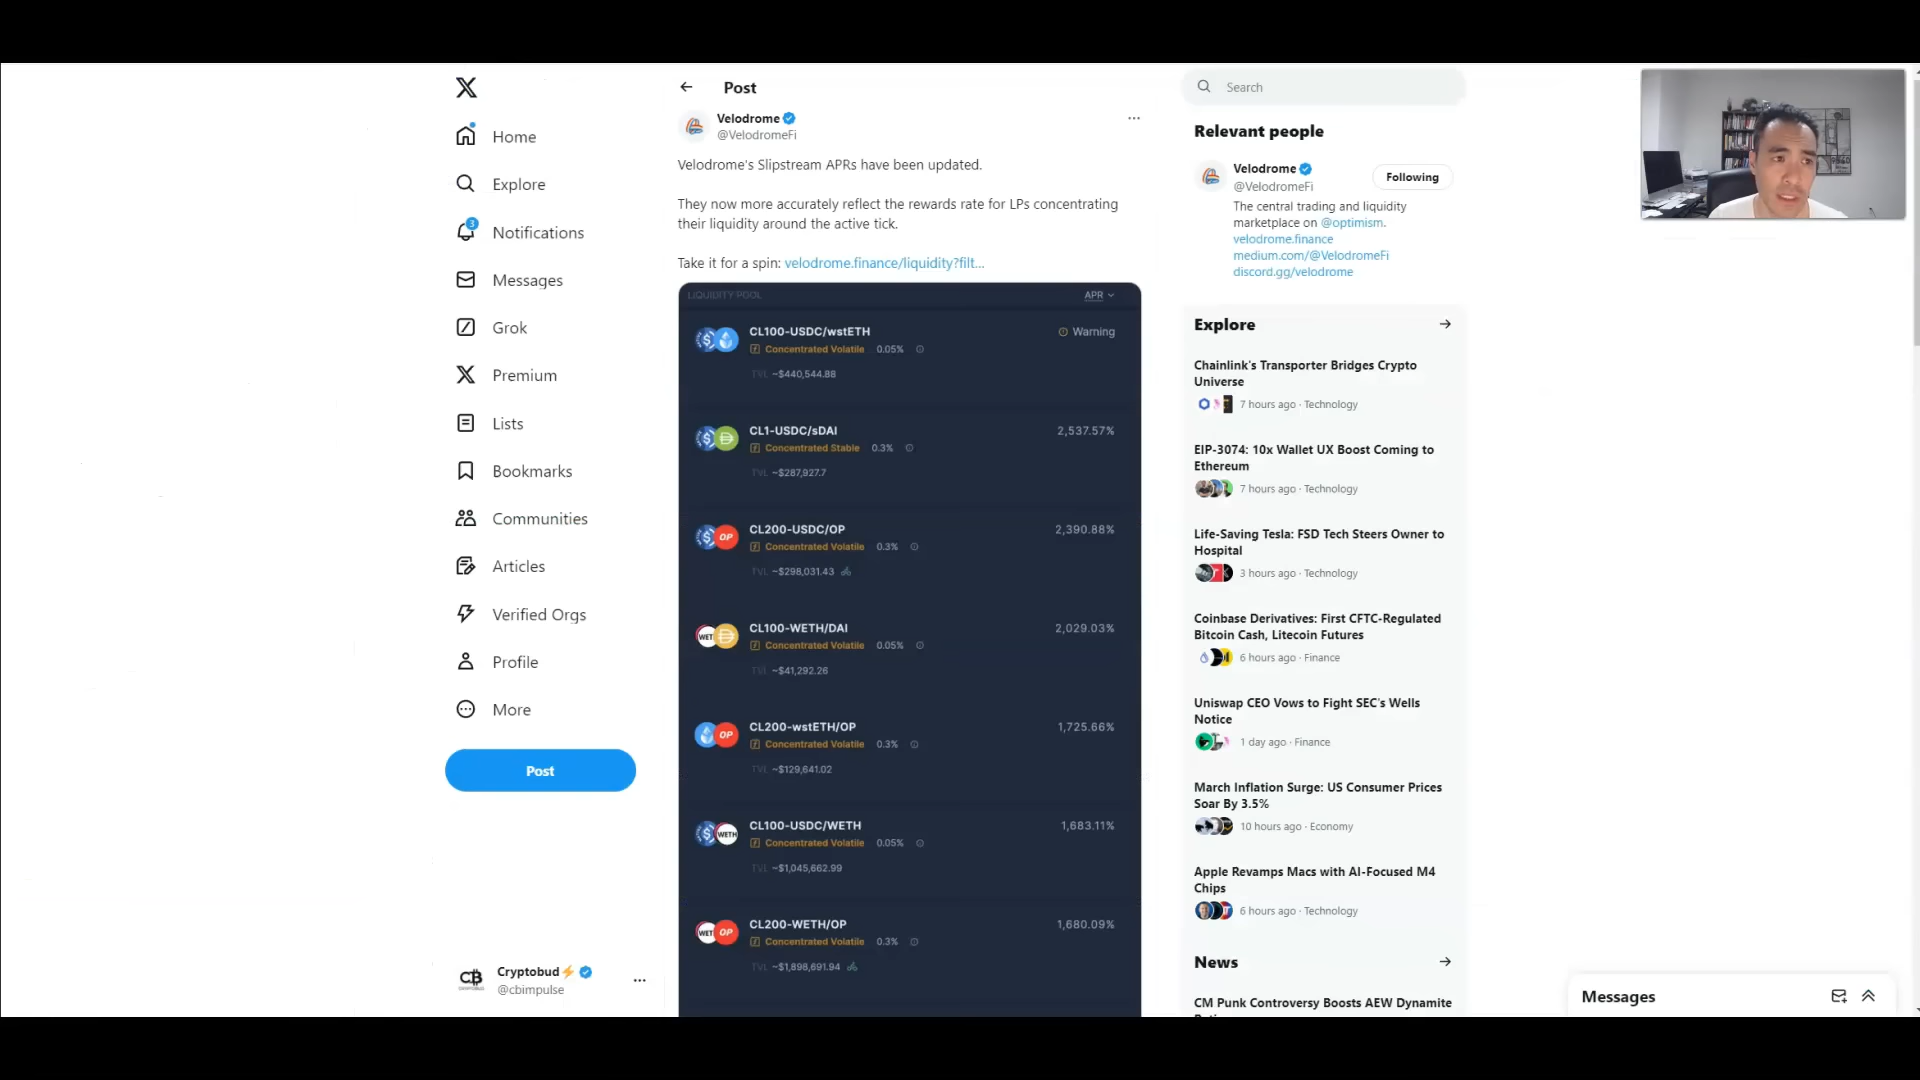 Home
Explore
3
Notifications
Messages
Grok
Premium
Lists
Bookmarks
Communities
Articles
Verified Orgs
Profile
More
Post
Cryptobud⚡
@cbimpulse
Post
Velodrome
@VelodromeFi
Velodrome's Slipstream APRs have been updated.
They now more accurately reflect the rewards rate for LPs concentrating
their liquidity around the active tick.
Take it for a spin: velodrome.finance/liquidity?filt...
LIQUIDITY POOL APR
CL100-USDC/wstETH Warning
Concentrated Volatile 0.05%
TVL ~$440,544.88
CL1-USDC/sDAI 2,537.57%
Concentrated Stable 0.3%
TVL ~$287,927.7
CL200-USDC/OP 2,390.88%
Concentrated Volatile 0.3%
TVL ~$298,031.43
CL100-WETH/DAI 2,029.03%
Concentrated Volatile 0.05%
TVL ~$41,292.26
CL200-wstETH/OP 1,725.66%
Concentrated Volatile 0.3%
TVL ~$129,641.02
CL100-USDC/WETH 1,683.11%
Concentrated Volatile 0.05%
TVL ~$1,045,662.99
CL200-WETH/OP 1,680.09%
Concentrated Volatile 0.3%
TVL ~$1,898,691.94
Search
Relevant people
Velodrome
@VelodromeFi
Following
The central trading and liquidity
marketplace on @optimism.
velodrome.finance
medium.com/@VelodromeFi
discord.gg/velodrome
Explore
Chainlink's Transporter Bridges Crypto
Universe
7 hours ago · Technology
EIP-3074: 10x Wallet UX Boost Coming to
Ethereum
7 hours ago · Technology
Life-Saving Tesla: FSD Tech Steers Owner to
Hospital
3 hours ago · Technology
Coinbase Derivatives: First CFTC-Regulated
Bitcoin Cash, Litecoin Futures
6 hours ago · Finance
Uniswap CEO Vows to Fight SEC's Wells
Notice
1 day ago · Finance
March Inflation Surge: US Consumer Prices
Soar By 3.5%
10 hours ago · Economy
Apple Revamps Macs with AI-Focused M4
Chips
6 hours ago · Technology
News
CM Punk Controversy Boosts AEW Dynamite
Messages